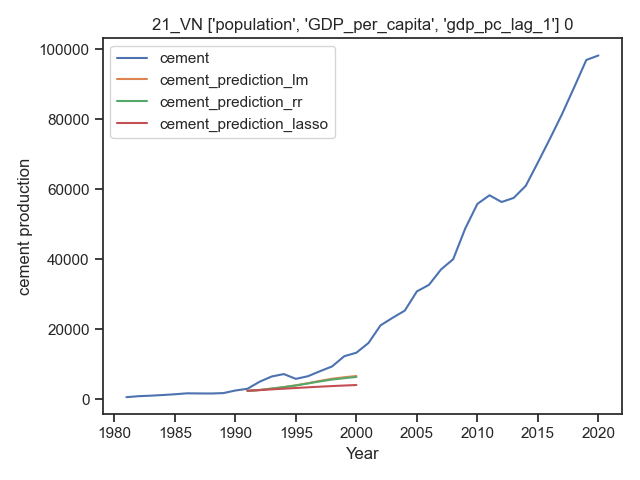 21_VN ['population', 'GDP_per_capita', 'gdp_pc_lag_1'] 0
cement
cement_prediction_lm
cement_prediction_rr
cement_prediction_lasso
100000
80000
60000
40000
20000
0
cement production
1980
1985
1990
1995
2000
2005
2010
2015
2020
Year